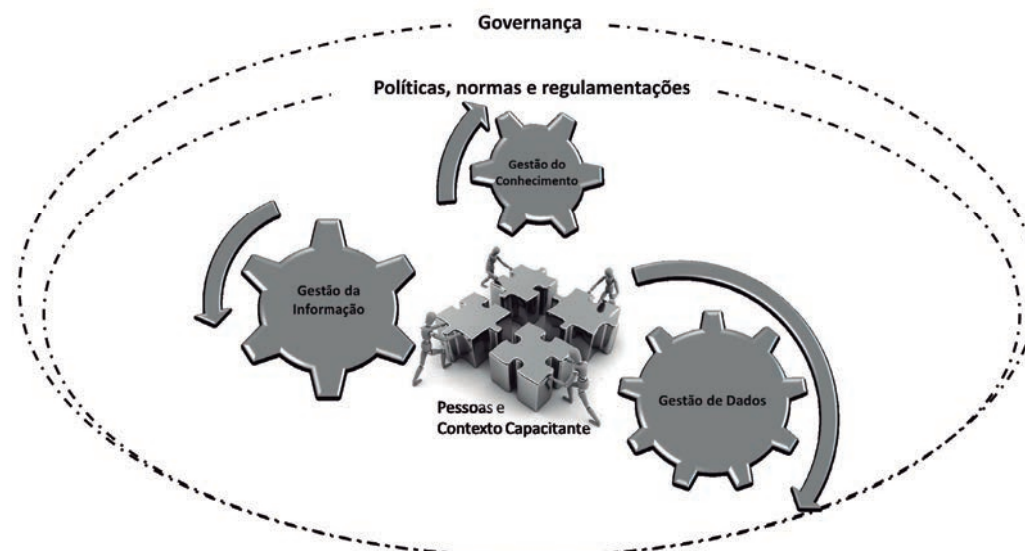 Governança
Políticas, normas e regulamentações
Gestão do
Conhecimento
Gestão da
Informação
Pessoas e
Contexto Capacitante
Gestão de Dados